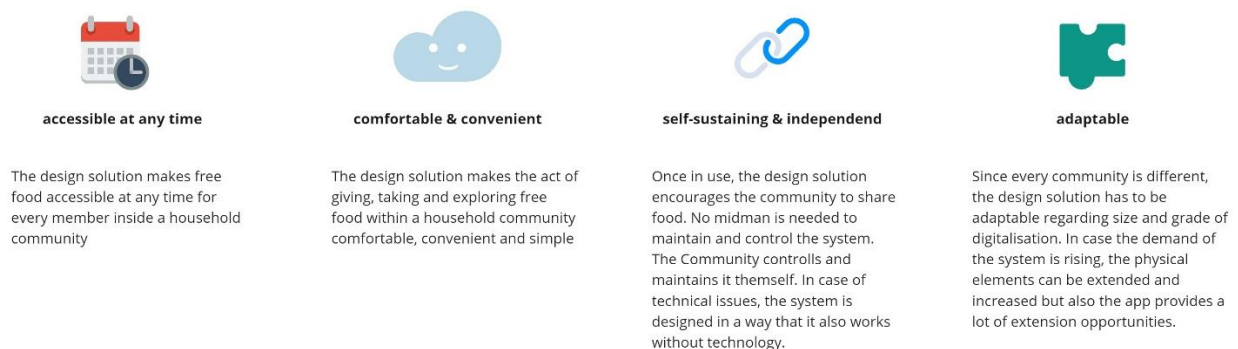 accessible at any time
The design solution makes free
food accessible at any time for
every member inside a household
community
comfortable & convenient
The design solution makes the act of
giving, taking and exploring free
food within a household community
comfortable, convenient and simple
self-sustaining & independend
Once in use, the design solution
encourages the community to share
food. No midman is needed to
maintain and control the system.
The Community controlls and
maintains it themself. In case of
technical issues, the system is
designed in a way that it also works
without technology.
adaptable
Since every community is different,
the design solution has to be
adaptable regarding size and grade of
digitalisation. In case the demand of
the system is rising, the physical
elements can be extended and
increased but also the app provides a
lot of extension opportunities.